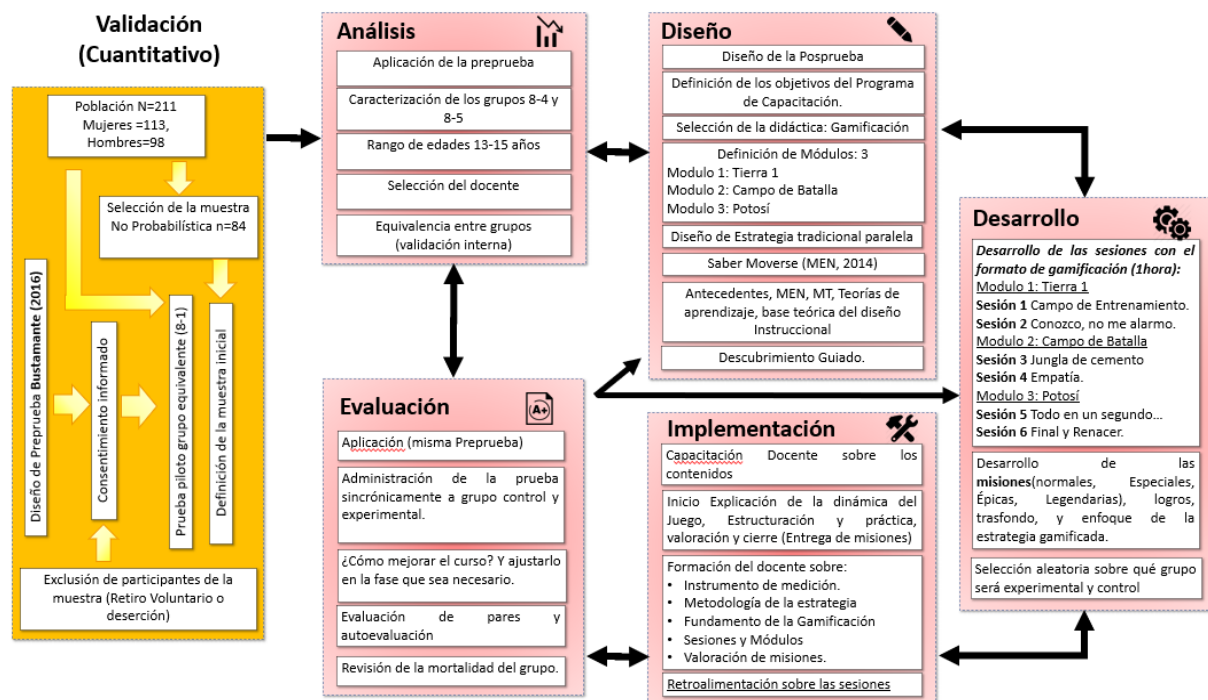 Validación
(Cuantitativo)
Población N=211
Mujeres =113,
Hombres=98
Selección de la muestra
No Probabilística n=84
Diseño de Preprueba Bustamante (2016)
Consentimiento informado
Prueba piloto grupo equivalente (8-1)
Definición de la muestra inicial
Exclusión de participantes de la
muestra (Retiro Voluntario o
deserción)
Análisis
Aplicación de la preprueba
Caracterización de los grupos 8-4 y
8-5
Rango de edades 13-15 años
Selección del docente
Equivalencia entre grupos
(validación interna)
Diseño
Diseño de la Posprueba
Definición de los objetivos del Programa
de Capacitación.
Selección de la didáctica: Gamificación
Definición de Módulos: 3
Modulo 1: Tierra 1
Modulo 2: Campo de Batalla
Modulo 3: Potosí
Diseño de Estrategia tradicional paralela
Saber Moverse (MEN, 2014)
Antecedentes, MEN, MT, Teorías de
aprendizaje, base teórica del diseño
Instruccional
Descubrimiento Guiado.
Desarrollo
Desarrollo de las sesiones con el
formato de gamificación (1hora):
Modulo 1: Tierra 1
Sesión 1 Campo de Entrenamiento.
Sesión 2 Conozco, no me alarmo.
Modulo 2: Campo de Batalla
Sesión 3 Jungla de cemento
Sesión 4 Empatía.
Modulo 3: Potosí
Sesión 5 Todo en un segundo...
Sesión 6 Final y Renacer.
Desarrollo de las
misiones(normales, Especiales,
Épicas, Legendarias), logros,
trasfondo, y enfoque de la
estrategia gamificada.
Selección aleatoria sobre qué grupo
será experimental y control
Evaluación
A+
Aplicación (misma Preprueba)
Administración de la prueba
sincrónicamente a grupo control y
experimental.
¿Cómo mejorar el curso? Y ajustarlo
en la fase que sea necesario.
Evaluación de pares y
autoevaluación
Revisión de la mortalidad del grupo.
Implementación
Capacitación Docente sobre los
contenidos
Inicio Explicación de la dinámica del
Juego, Estructuración y práctica,
valoración y cierre (Entrega de misiones)
Formación del docente sobre:
• Instrumento de medición.
• Metodología de la estrategia
• Fundamento de la Gamificación
• Sesiones y Módulos
• Valoración de misiones.
Retroalimentación sobre las sesiones